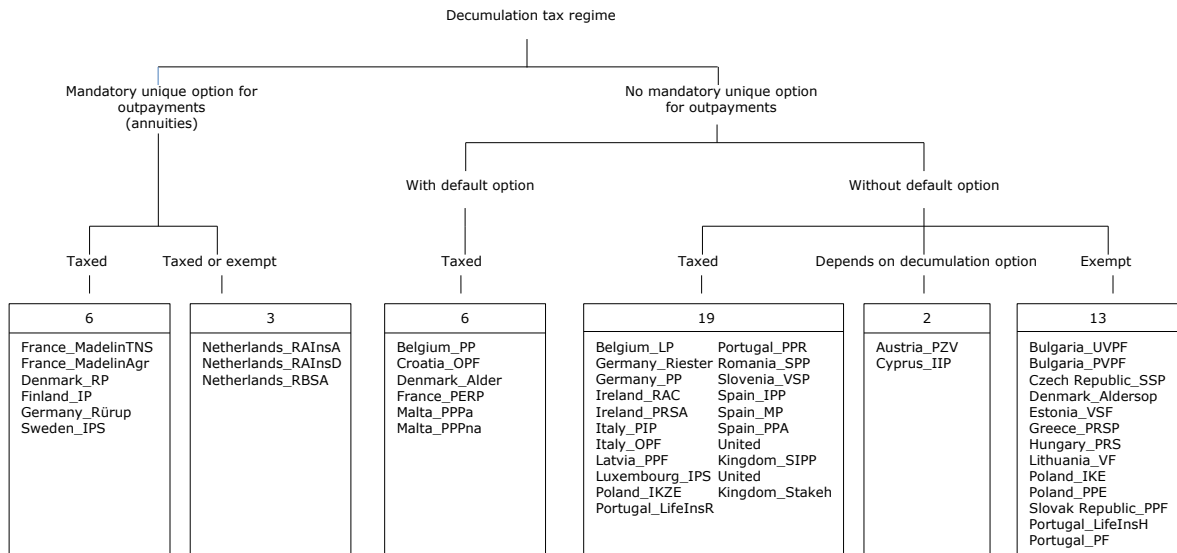 Decumulation tax regime
Mandatory unique option for
outpayments
(annuities)
No mandatory unique option
for outpayments
With default option
Without default option
Taxed
Taxed or exempt
Taxed
Taxed
Depends on decumulation option
Exempt
6
France_MadelinTNS
France_MadelinAgr
Denmark_RP
Finland_IP
Germany_Rürup
Sweden_IPS
3
Netherlands_RAInsA
Netherlands_RAInsD
Netherlands_RBSA
6
Belgium_PP
Croatia_OPF
Denmark_Alder
France_PERP
Malta_PPPa
Malta_PPPna
19
Belgium_LP
Germany_Riester
Germany_PP
Ireland_RAC
Ireland_PRSA
Italy_PIP
Italy_OPF
Latvia_PPF
Luxembourg_IPS
Poland_IKZE
Portugal_LifeInsR
Portugal_PPR
Romania_SPP
Slovenia_VSP
Spain_IPP
Spain_MP
Spain_PPA
United
Kingdom_SIPP
United
Kingdom_Stakeh
2
Austria_PZV
Cyprus_IIP
13
Bulgaria_UVPF
Bulgaria_PVPF
Czech Republic_SSP
Denmark_Aldersop
Estonia_VSF
Greece_PRSP
Hungary_PRS
Lithuania_VF
Poland_IKE
Poland_PPE
Slovak Republic_PPF
Portugal_LifeInsH
Portugal_PF